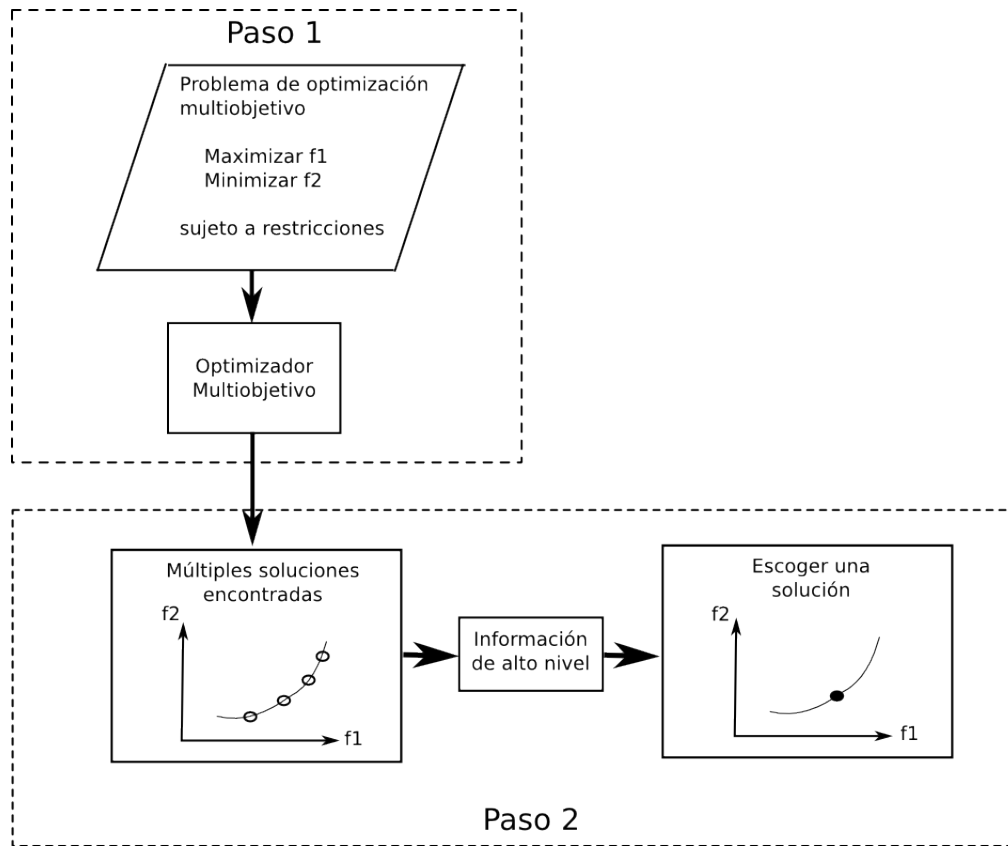 Paso 1
Problema de optimización
multiobjetivo
Maximizar f1
Minimizar f2
sujeto a restricciones
Optimizador
Multiobjetivo
Múltiples soluciones
encontradas
f2
f1
Información
de alto nivel
Escoger una
solución
f2
f1
Paso 2